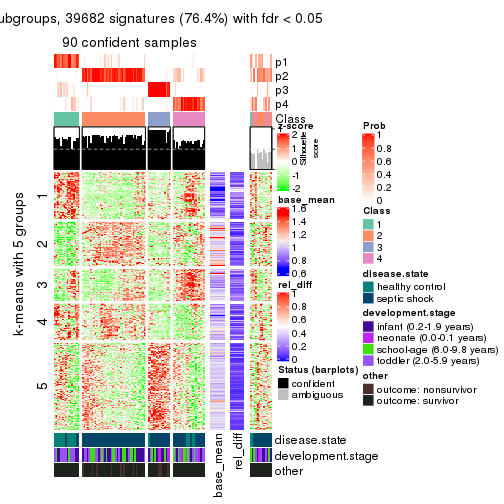 ubgroups, 39682 signatures (76.4%) with fdr < 0.05
90 confident samples
p1
p2
p3
p4
Class
Silhouette score
1
2
3
4
5
k-means with 5 groups
z-score
2
1
0
-1
-2
base_mean
1.6
1.4
1.2
1
0.8
0.6
rel_diff
1
0.8
0.6
0.4
0.2
0
Status (barplots)
confident
ambiguous
Prob
1
0.8
0.6
0.4
0.2
0
Class
1
2
3
4
disease.state
healthy control
septic shock
development.stage
infant (0.2-1.9 years)
neonate (0.0-0.1 years)
school-age (6.0-9.8 years)
toddler (2.0-5.9 years)
other
outcome: nonsurvivor
outcome: survivor
disease.state
development.stage
other
base_mean
rel_diff